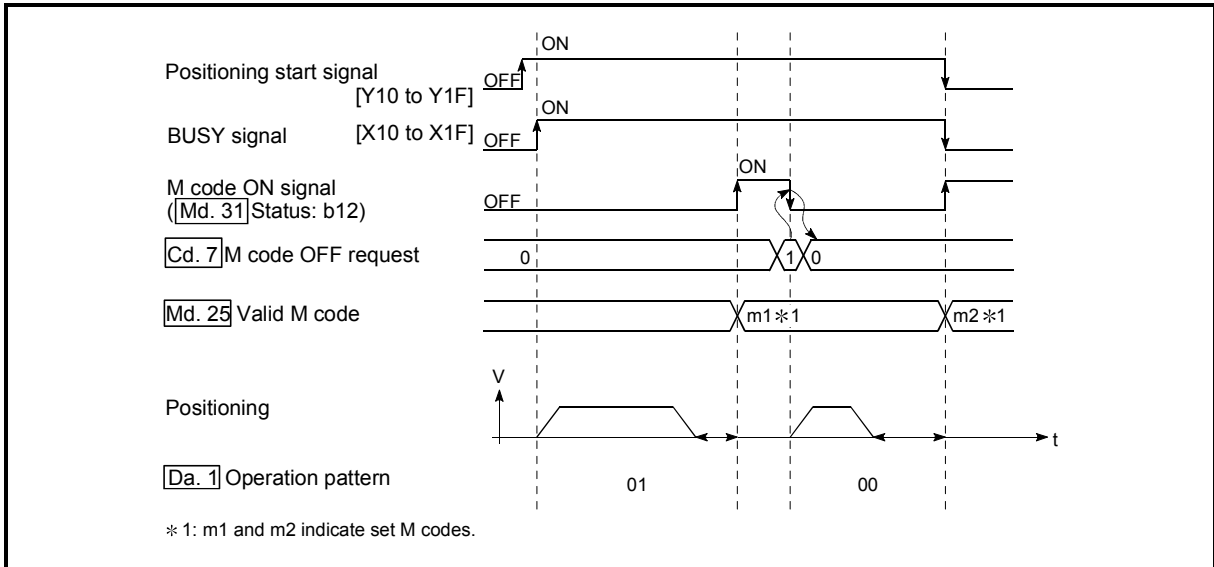 ON
Positioning start signal
OFF
[Y10 to Y1F]
ON
BUSY signal [X10 to X1F]
OFF
ON
M code ON signal
OFF
(Md. 31 Status: b12)
Cd. 7 M code OFF request 0 1 0
Md. 25 Valid M code m1＊1 m2＊1
V
Positioning
t
Da. 1 Operation pattern 01 00
＊1: m1 and m2 indicate set M codes.